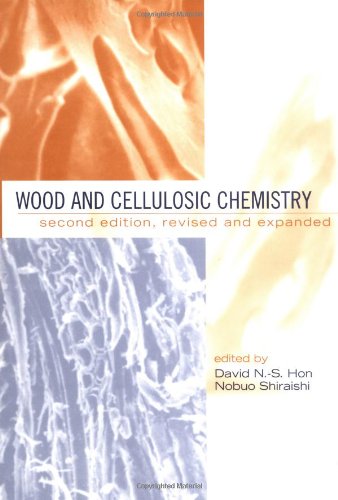 WOOD AND CELLULOSIC CHEMISTRY
second edition, revised and expanded
edited by
David N.-S. Hon
Nobuo Shiraishi